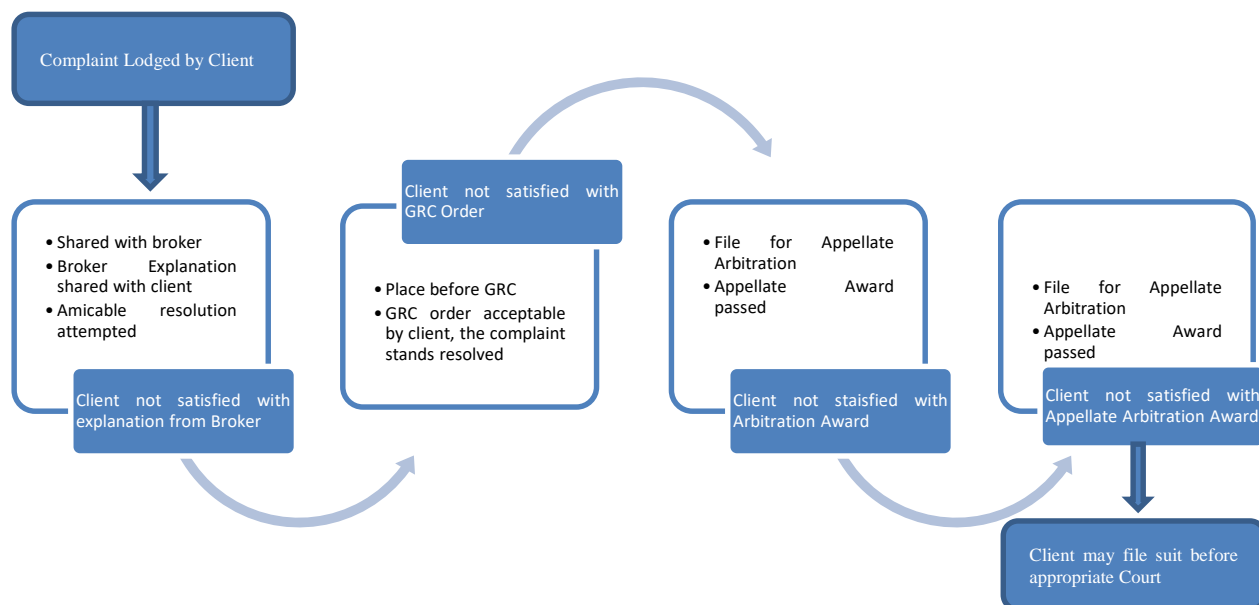 Complaint Lodged by Client
• Shared with broker
• Broker Explanation
shared with client
• Amicable resolution
attempted
Client not satisfied with
explanation from Broker
Client not satisfied with
GRC Order
• Place before GRC
• GRC order acceptable
by client, the complaint
stands resolved
• File for Appellate
Arbitration
• Appellate Award
passed
Client not staisfied with
Arbitration Award
• File for Appellate
Arbitration
• Appellate Award
passed
Client not satisfied with
Appellate Arbitration Award
Client may file suit before
appropriate Court